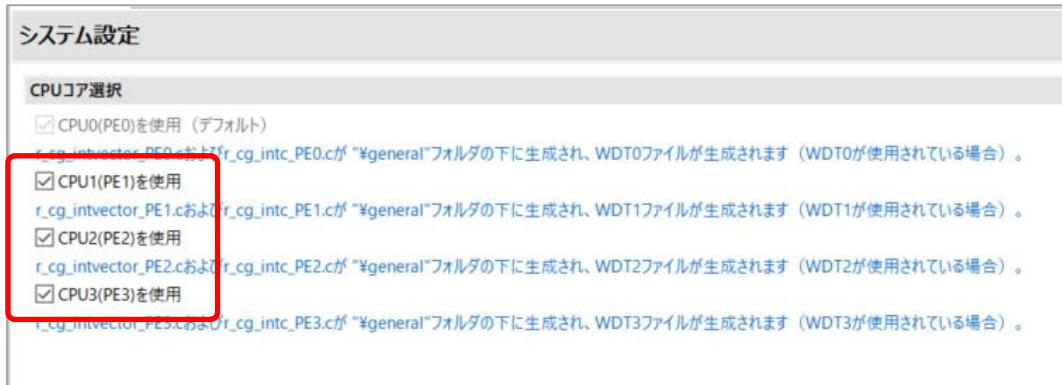 システム設定
CPUコア選択
CPU0(PE0)を使用（デフォルト）
r_cg_intvector_PE0.cおよびr_cg_intc_PE0.cが "¥general"フォルダの下に生成され、WDT0ファイルが生成されます（WDT0が使用されている場合）。
CPU1(PE1)を使用
r_cg_intvector_PE1.cおよびr_cg_intc_PE1.cが "¥general"フォルダの下に生成され、WDT1ファイルが生成されます（WDT1が使用されている場合）。
CPU2(PE2)を使用
r_cg_intvector_PE2.cおよびr_cg_intc_PE2.cが "¥general"フォルダの下に生成され、WDT2ファイルが生成されます（WDT2が使用されている場合）。
CPU3(PE3)を使用
r_cg_intvector_PE3.cおよびr_cg_intc_PE3.cが "¥general"フォルダの下に生成され、WDT3ファイルが生成されます（WDT3が使用されている場合）。